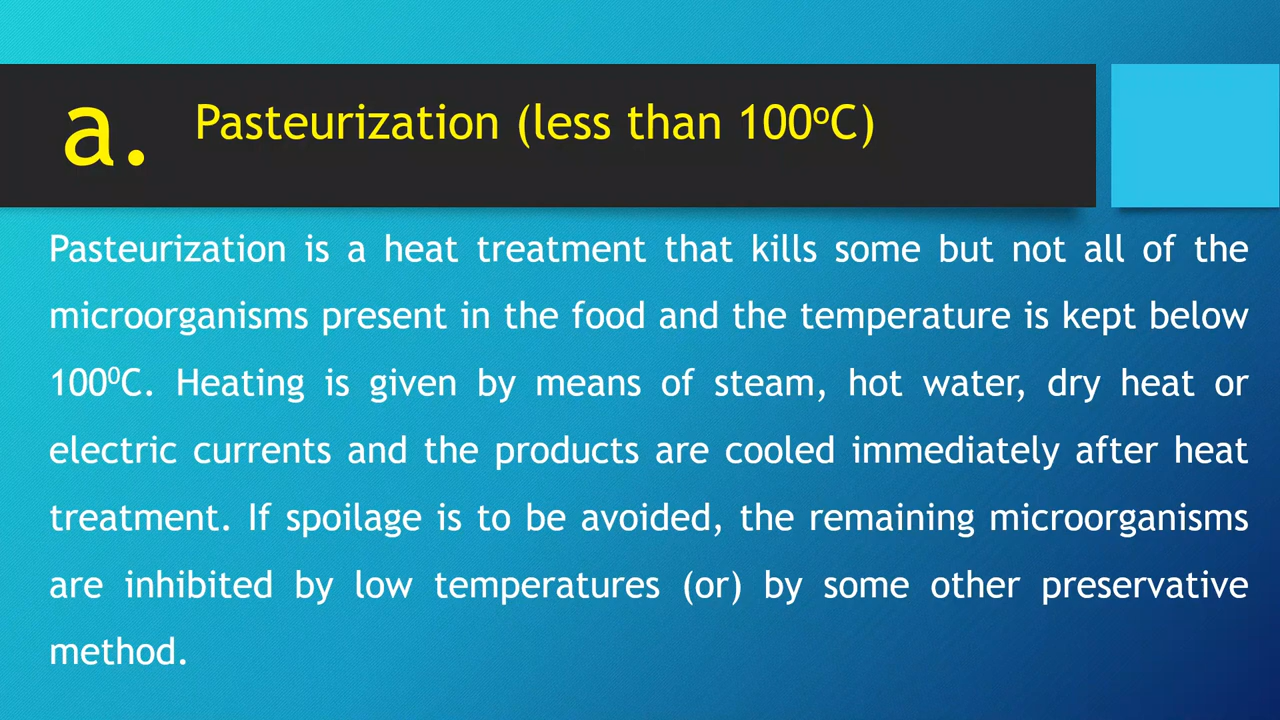 a. Pasteurization (less than 100ºC)
Pasteurization is a heat treatment that kills some but not all of the
microorganisms present in the food and the temperature is kept below
100⁰C. Heating is given by means of steam, hot water, dry heat or
electric currents and the products are cooled immediately after heat
treatment. If spoilage is to be avoided, the remaining microorganisms
are inhibited by low temperatures (or) by some other preservative
method.